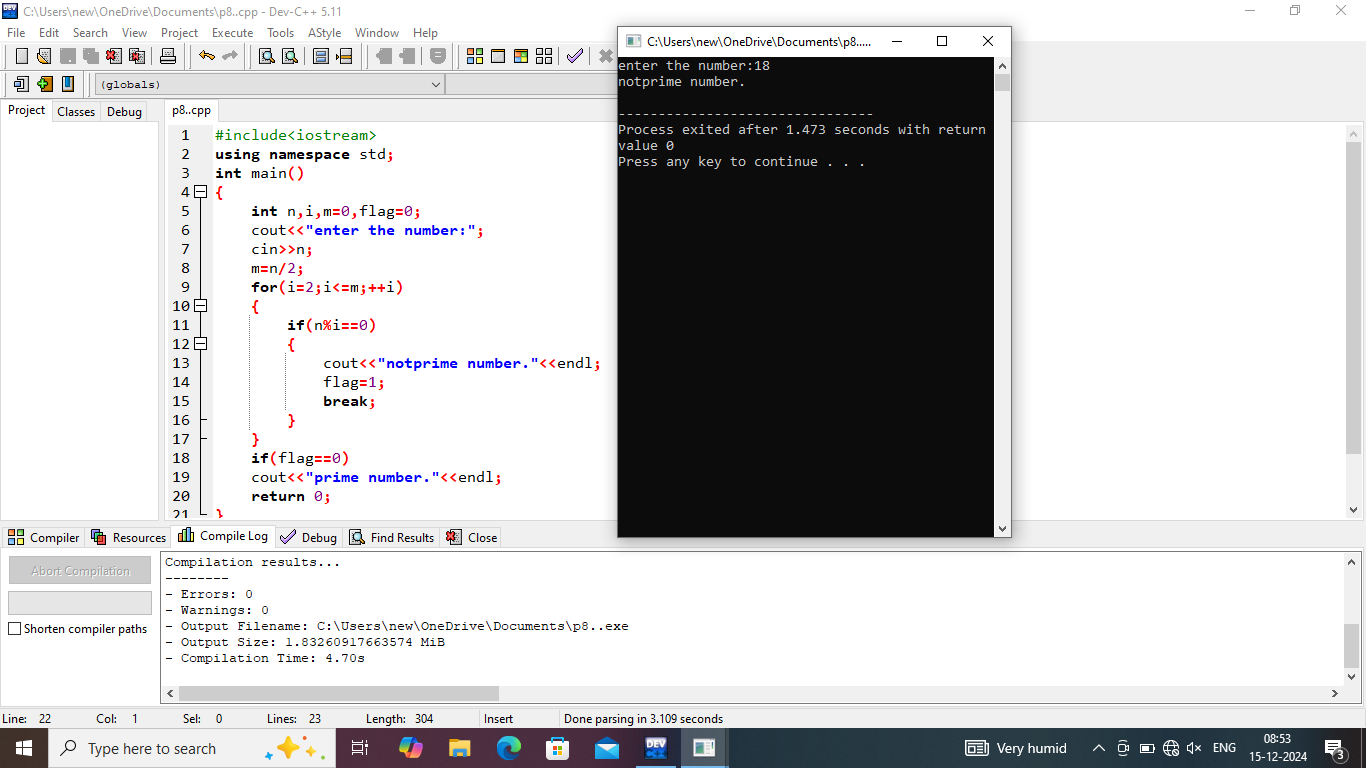 C:\Users\new\OneDrive\Documents\p8..cpp - Dev-C++ 5.11
File Edit Search View Project Execute Tools AStyle Window Help
(globals)
Project Classes Debug
p8..cpp
1 #include<iostream>
2 using namespace std;
3 int main()
4 {
5 int n,i,m=0,flag=0;
6 cout<<"enter the number:";
7 cin>>n;
8 m=n/2;
9 for(i=2;i<=m;++i)
10 {
11 if(n%i==0)
12 {
13 cout<<"notprime number."<<endl;
14 flag=1;
15 break;
16 }
17 }
18 if(flag==0)
19 cout<<"prime number."<<endl;
20 return 0;
21 }
C:\Users\new\OneDrive\Documents\p8.....
enter the number:18
notprime number.
--------------------------------
Process exited after 1.473 seconds with return
value 0
Press any key to continue . . .
Compiler Resources Compile Log Debug Find Results Close
Abort Compilation
Shorten compiler paths
Compilation results...
--------
- Errors: 0
- Warnings: 0
- Output Filename: C:\Users\new\OneDrive\Documents\p8..exe
- Output Size: 1.83260917663574 MiB
- Compilation Time: 4.70s
Line: 22 Col: 1 Sel: 0 Lines: 23 Length: 304 Insert Done parsing in 3.109 seconds
Type here to search
DEV
Very humid
ENG
08:53
15-12-2024
3